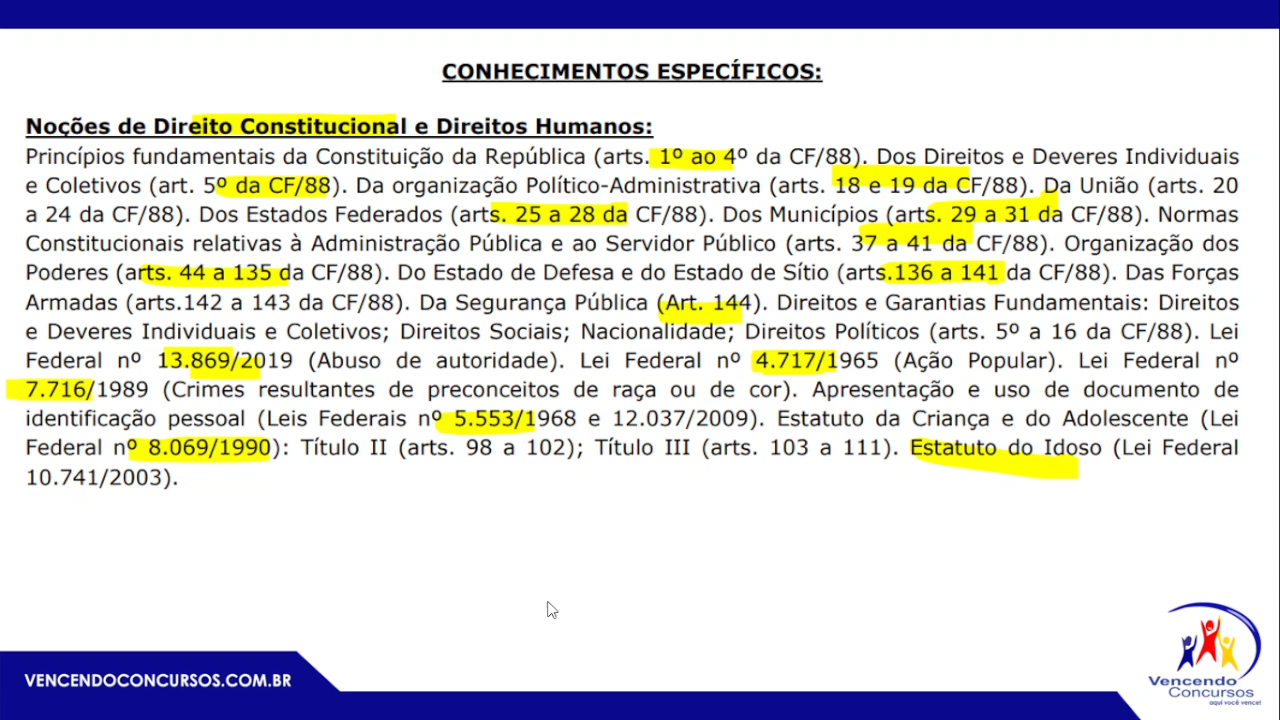 CONHECIMENTOS ESPECÍFICOS:
Noções de Direito Constitucional e Direitos Humanos:
Princípios fundamentais da Constituição da República (arts. 1º ao 4º da CF/88). Dos Direitos e Deveres Individuais
e Coletivos (art. 5º da CF/88). Da organização Político-Administrativa (arts. 18 e 19 da CF/88). Da União (arts. 20
a 24 da CF/88). Dos Estados Federados (arts. 25 a 28 da CF/88). Dos Municípios (arts. 29 a 31 da CF/88). Normas
Constitucionais relativas à Administração Pública e ao Servidor Público (arts. 37 a 41 da CF/88). Organização dos
Poderes (arts. 44 a 135 da CF/88). Do Estado de Defesa e do Estado de Sítio (arts.136 a 141 da CF/88). Das Forças
Armadas (arts.142 a 143 da CF/88). Da Segurança Pública (Art. 144). Direitos e Garantias Fundamentais: Direitos
e Deveres Individuais e Coletivos; Direitos Sociais; Nacionalidade; Direitos Políticos (arts. 5º a 16 da CF/88). Lei
Federal nº 13.869/2019 (Abuso de autoridade). Lei Federal nº 4.717/1965 (Ação Popular). Lei Federal nº
7.716/1989 (Crimes resultantes de preconceitos de raça ou de cor). Apresentação e uso de documento de
identificação pessoal (Leis Federais nº 5.553/1968 e 12.037/2009). Estatuto da Criança e do Adolescente (Lei
Federal nº 8.069/1990): Título II (arts. 98 a 102); Título III (arts. 103 a 111). Estatuto do Idoso (Lei Federal
10.741/2003).
VENCENDOCONCURSOS.COM.BR
Vencendo
Concursos
aqui você vence!